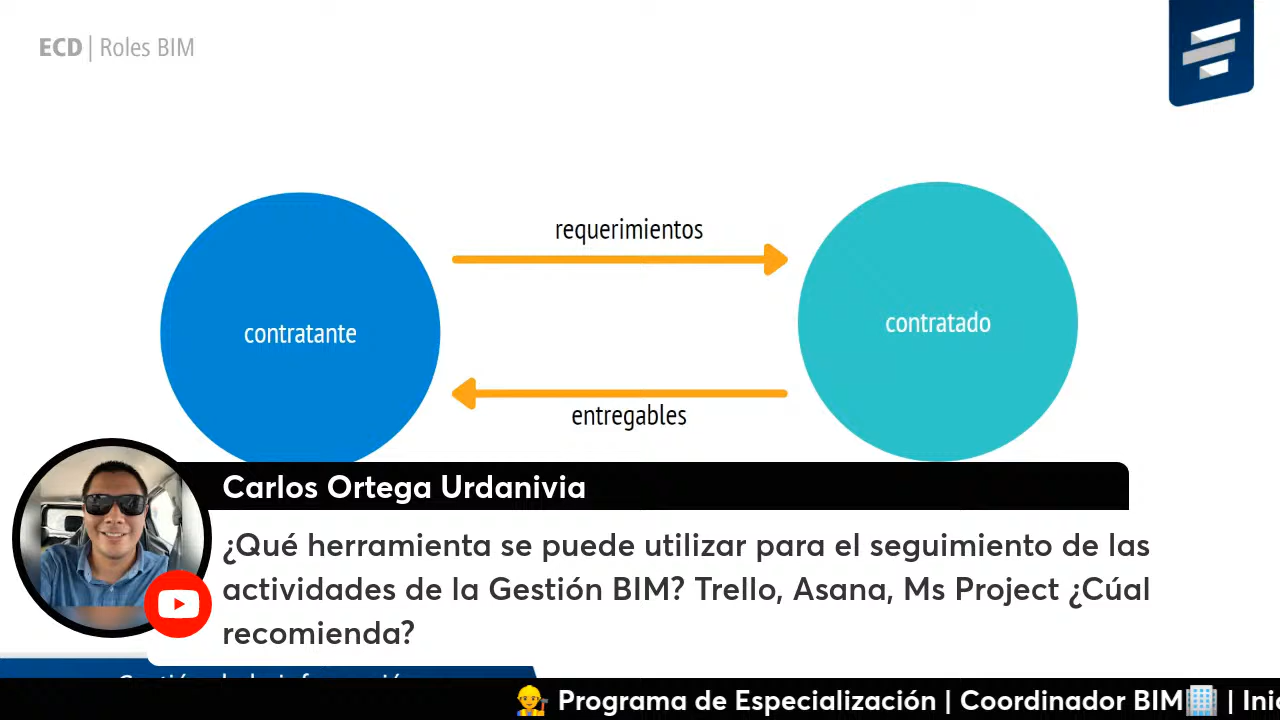 ECD | Roles BIM
requerimientos
contratante
contratado
entregables
Carlos Ortega Urdanivia
¿Qué herramienta se puede utilizar para el seguimiento de las
actividades de la Gestión BIM? Trello, Asana, Ms Project ¿Cúal
recomienda?
Programa de Especialización | Coordinador BIM🏢 |